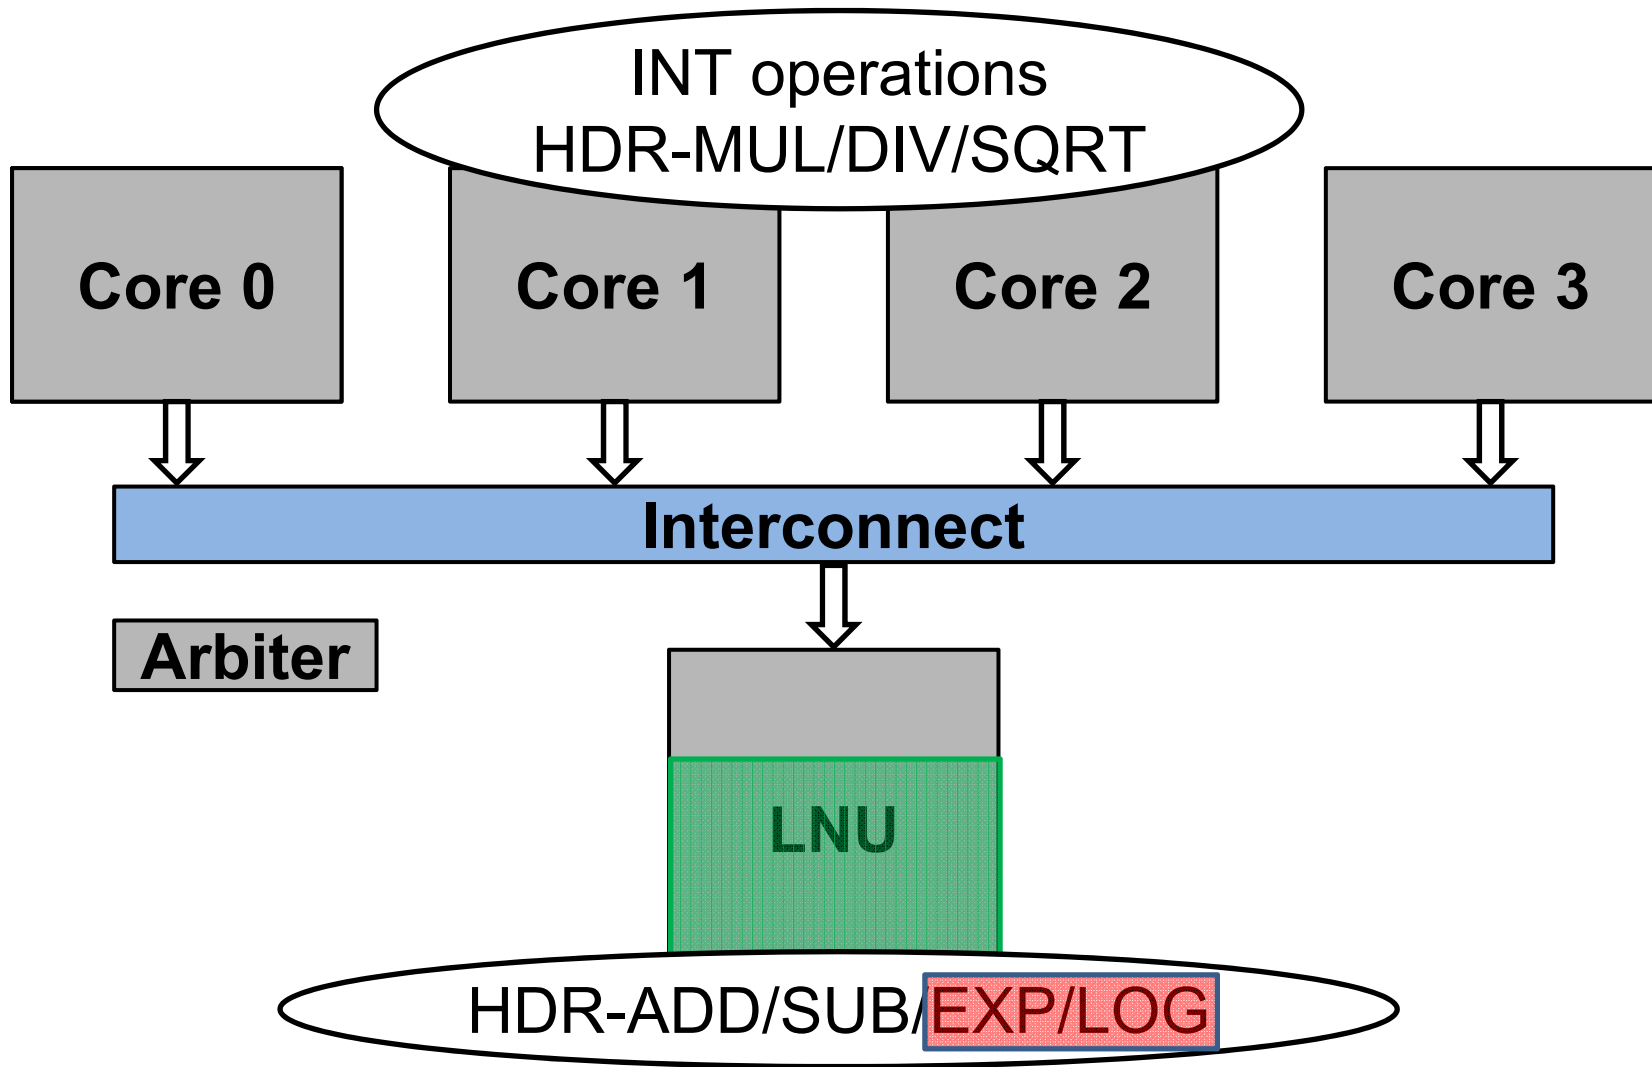 INT operations
HDR-MUL/DIV/SQRT
Core 0
Core 1
Core 2
Core 3
Interconnect
Arbiter
LNU
HDR-ADD/SUB/EXP/LOG